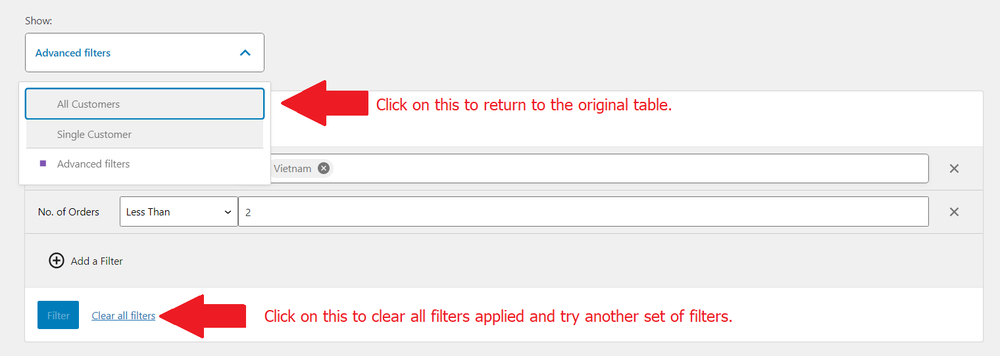 Show:
Advanced filters
All Customers
Click on this to return to the original table.
Single Customer
Advanced filters
Vietnam
No. of Orders Less Than 2
Add a Filter
Filter Clear all filters Click on this to clear all filters applied and try another set of filters.